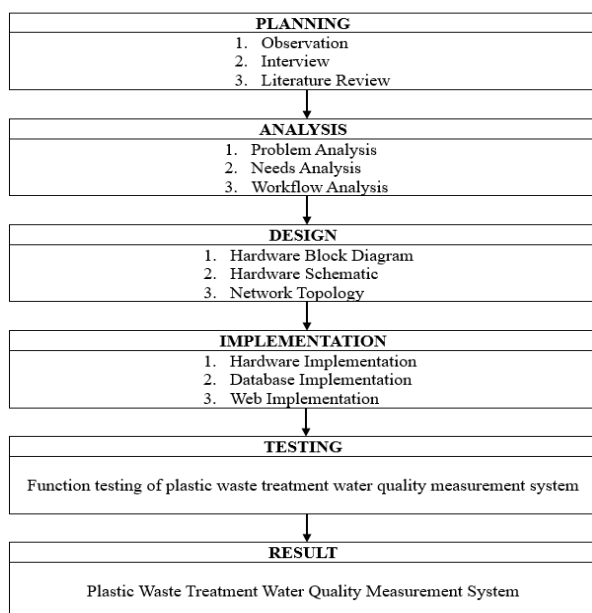 PLANNING
1. Observation
2. Interview
3. Literature Review
ANALYSIS
1. Problem Analysis
2. Needs Analysis
3. Workflow Analysis
DESIGN
1. Hardware Block Diagram
2. Hardware Schematic
3. Network Topology
IMPLEMENTATION
1. Hardware Implementation
2. Database Implementation
3. Web Implementation
TESTING
Function testing of plastic waste treatment water quality measurement system
RESULT
Plastic Waste Treatment Water Quality Measurement System